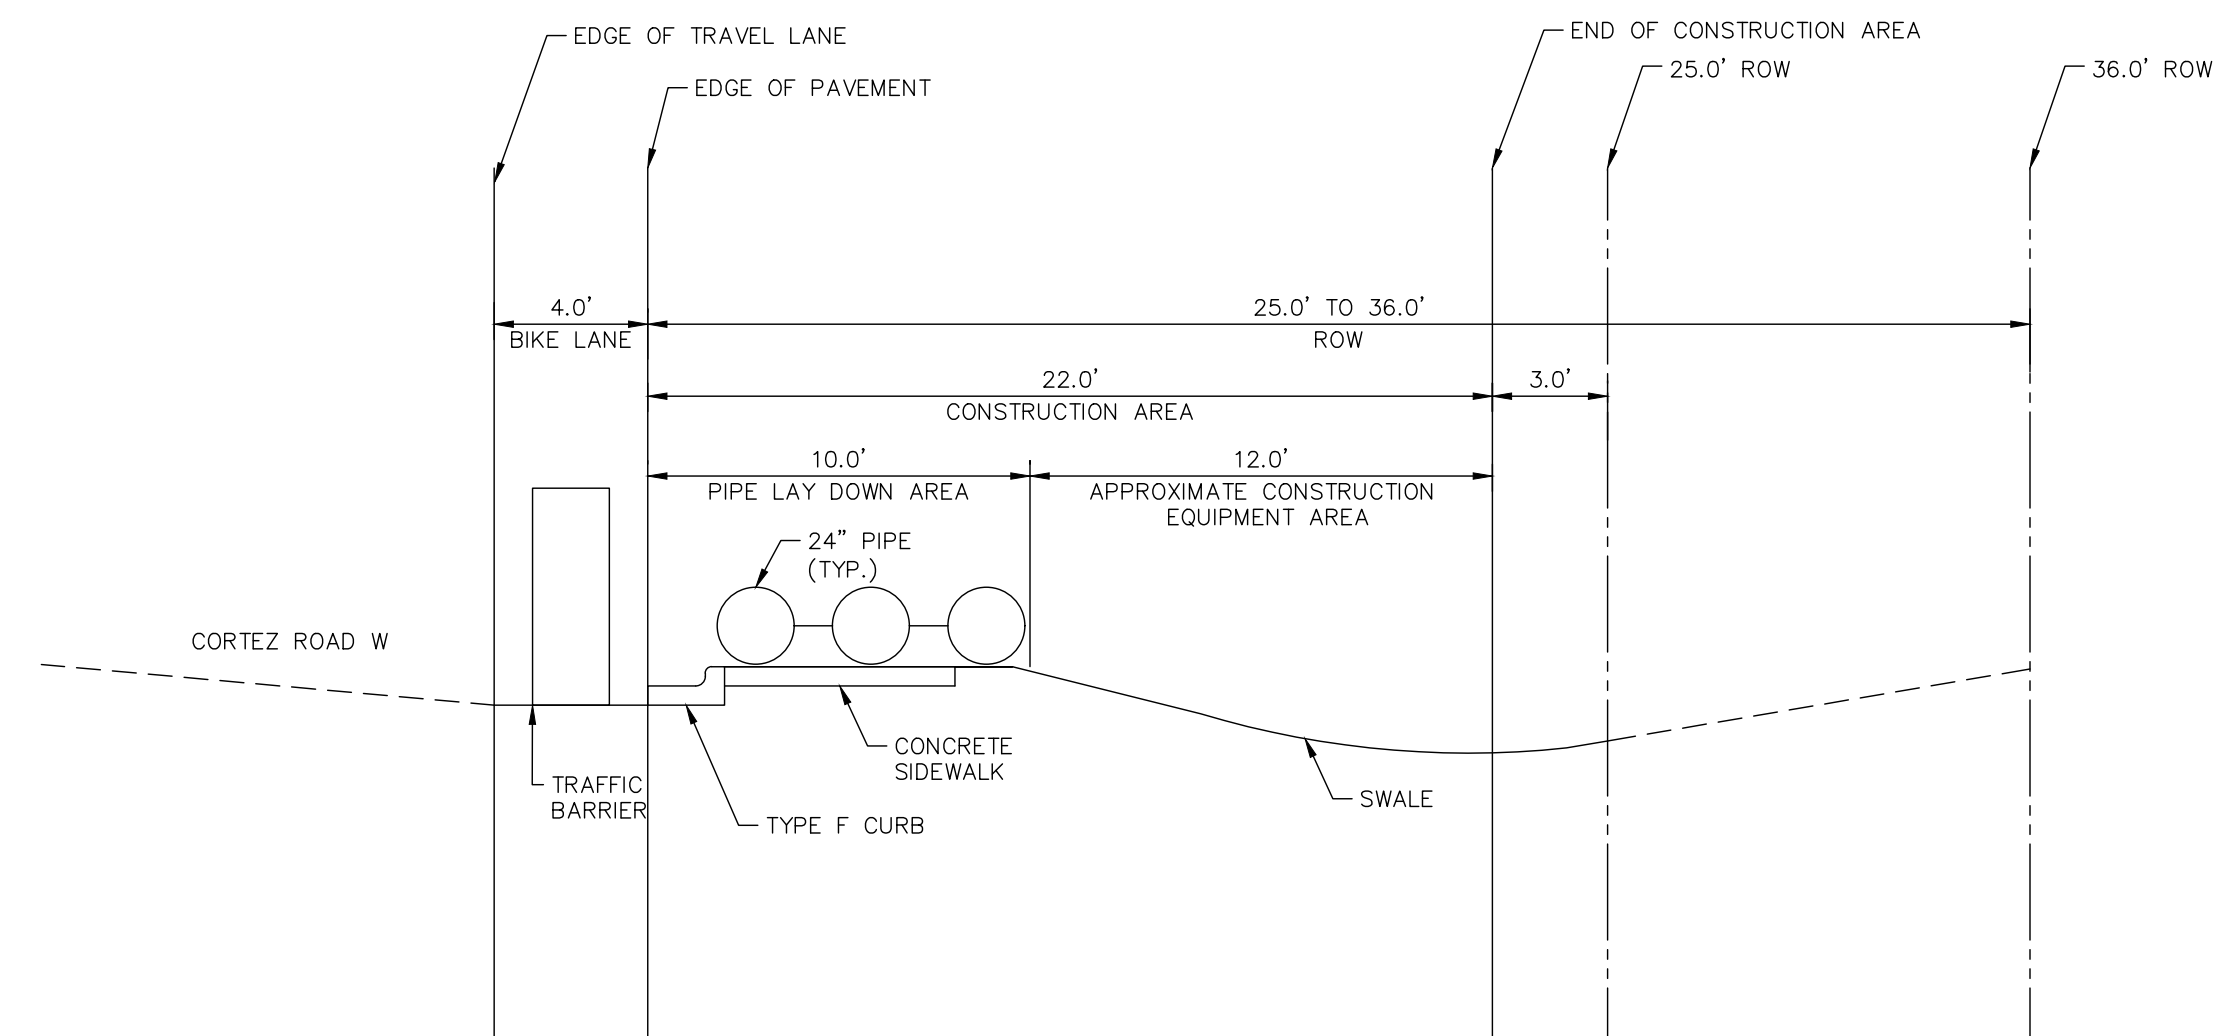 EDGE OF TRAVEL LANE
END OF CONSTRUCTION AREA
25.0' ROW
36.0' ROW
EDGE OF PAVEMENT
4.0'
BIKE LANE
25.0' TO 36.0'
ROW
22.0'
CONSTRUCTION AREA
3.0'
10.0'
PIPE LAY DOWN AREA
12.0'
APPROXIMATE CONSTRUCTION
EQUIPMENT AREA
24" PIPE
(TYP.)
CORTEZ ROAD W
CONCRETE
SIDEWALK
TRAFFIC
BARRIER
TYPE F CURB
SWALE